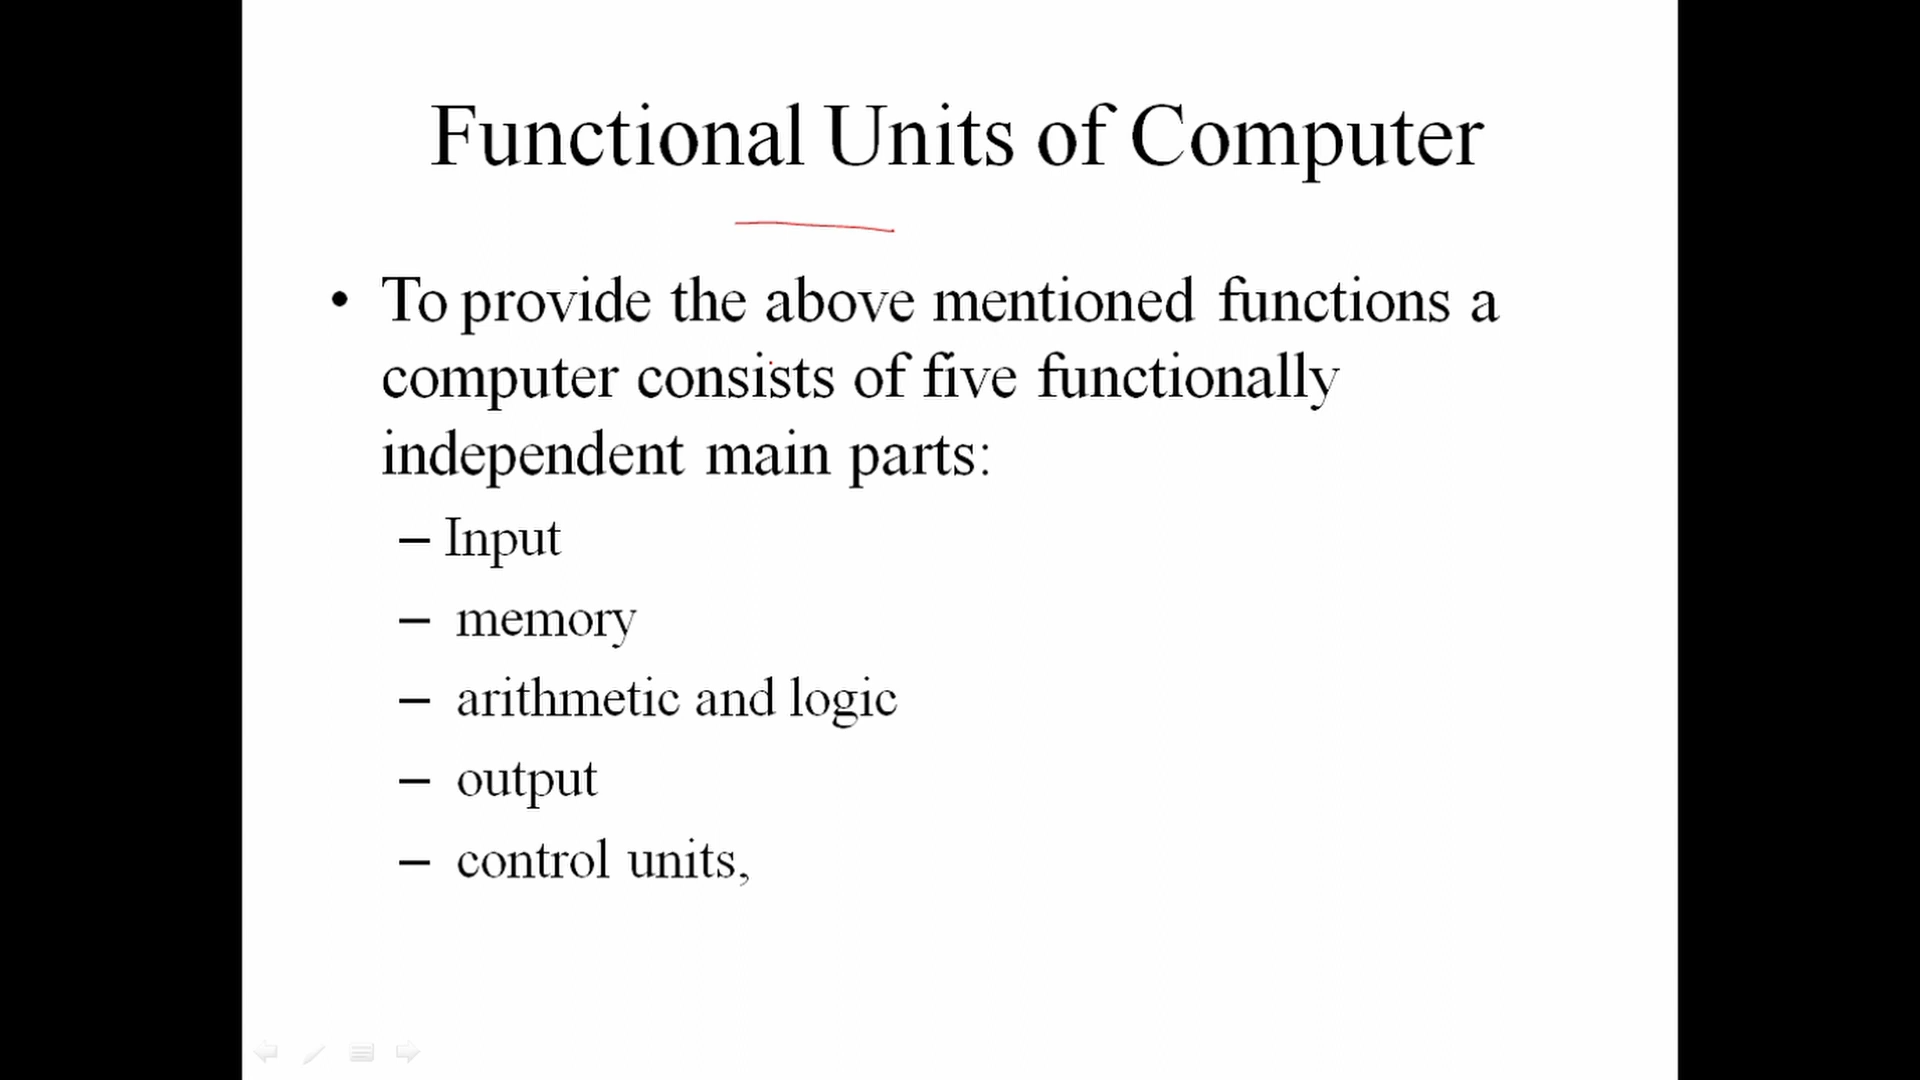 Functional Units of Computer
• To provide the above mentioned functions a
computer consists of five functionally
independent main parts:
– Input
– memory
– arithmetic and logic
– output
– control units,